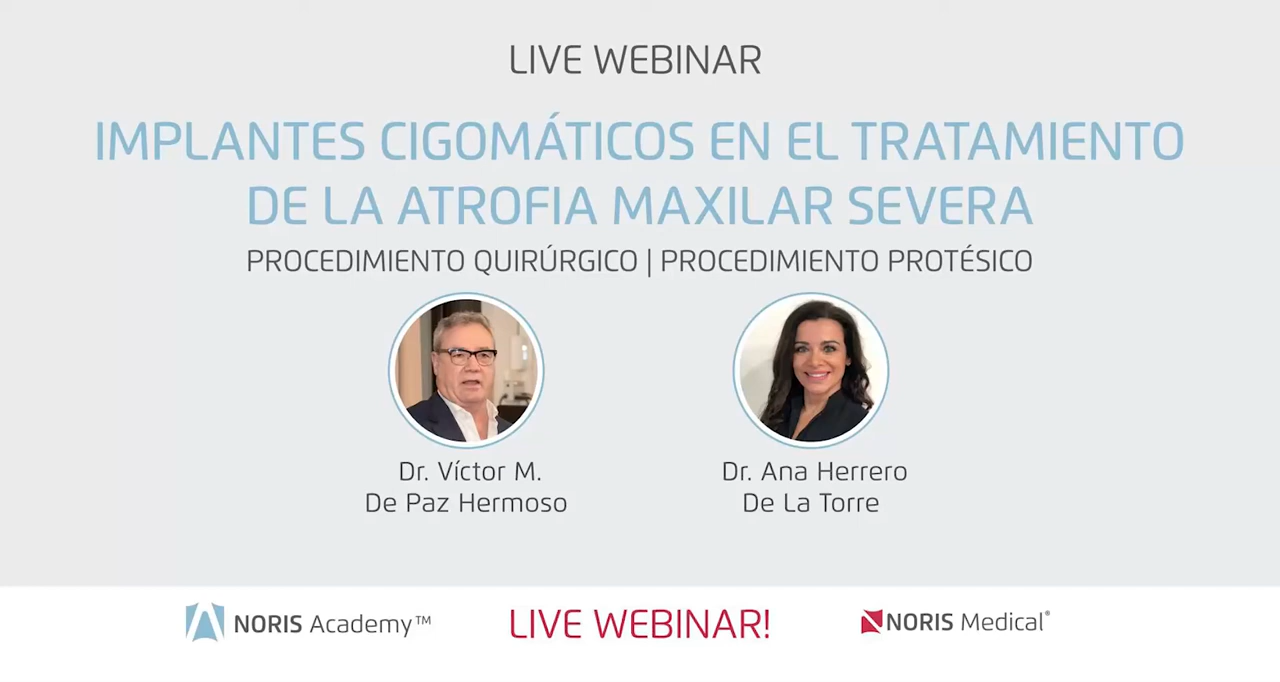 LIVE WEBINAR
IMPLANTES CIGOMÁTICOS EN EL TRATAMIENTO
DE LA ATROFIA MAXILAR SEVERA
PROCEDIMIENTO QUIRÚRGICO | PROCEDIMIENTO PROTÉSICO
Dr. Víctor M.
De Paz Hermoso
Dr. Ana Herrero
De La Torre
NORIS Academy™
LIVE WEBINAR!
NORIS Medical®